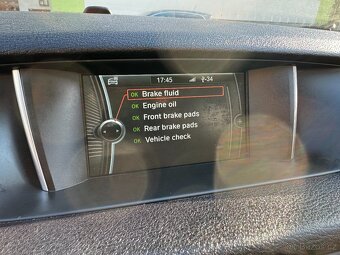 17:45 34
OK Brake fluid
OK Engine oil
OK Front brake pads
OK Rear brake pads
OK Vehicle check